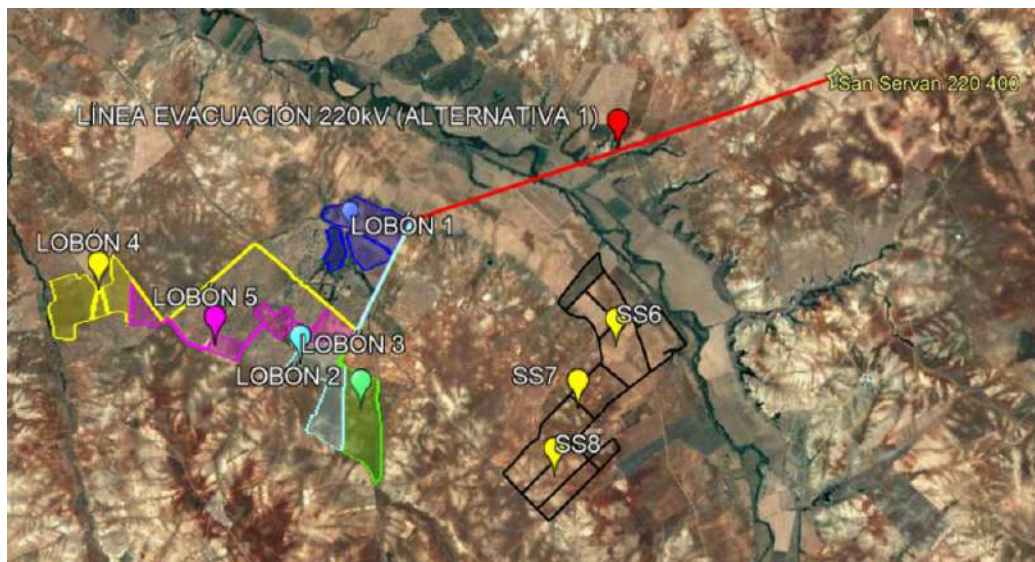 San Servan 220 400
LÍNEA EVACUACIÓN 220kV (ALTERNATIVA 1)
LOBÓN 1
LOBÓN 4
LOBÓN 5
SS6
LOBÓN 3
LOBÓN 2
SS7
SS8